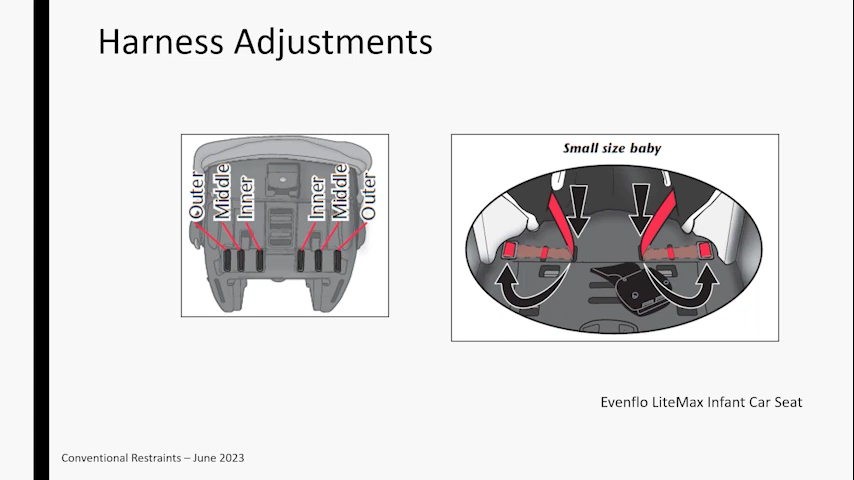 Harness Adjustments
Outer
Middle
Inner
Inner
Middle
Outer
Small size baby
Evenflo LiteMax Infant Car Seat
Conventional Restraints – June 2023